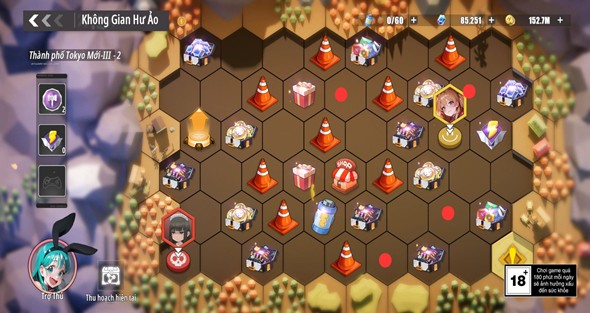 Không Gian Hư Ảo
0/60 +
85.251 +
152.7M +
Thành phố Tokyo Mới-III - 2
2
0
SHOP
Trợ Thủ
Thu hoạch hiện tại
18+
Chơi game quá
180 phút mỗi ngày
sẽ ảnh hưởng xấu
đến sức khỏe